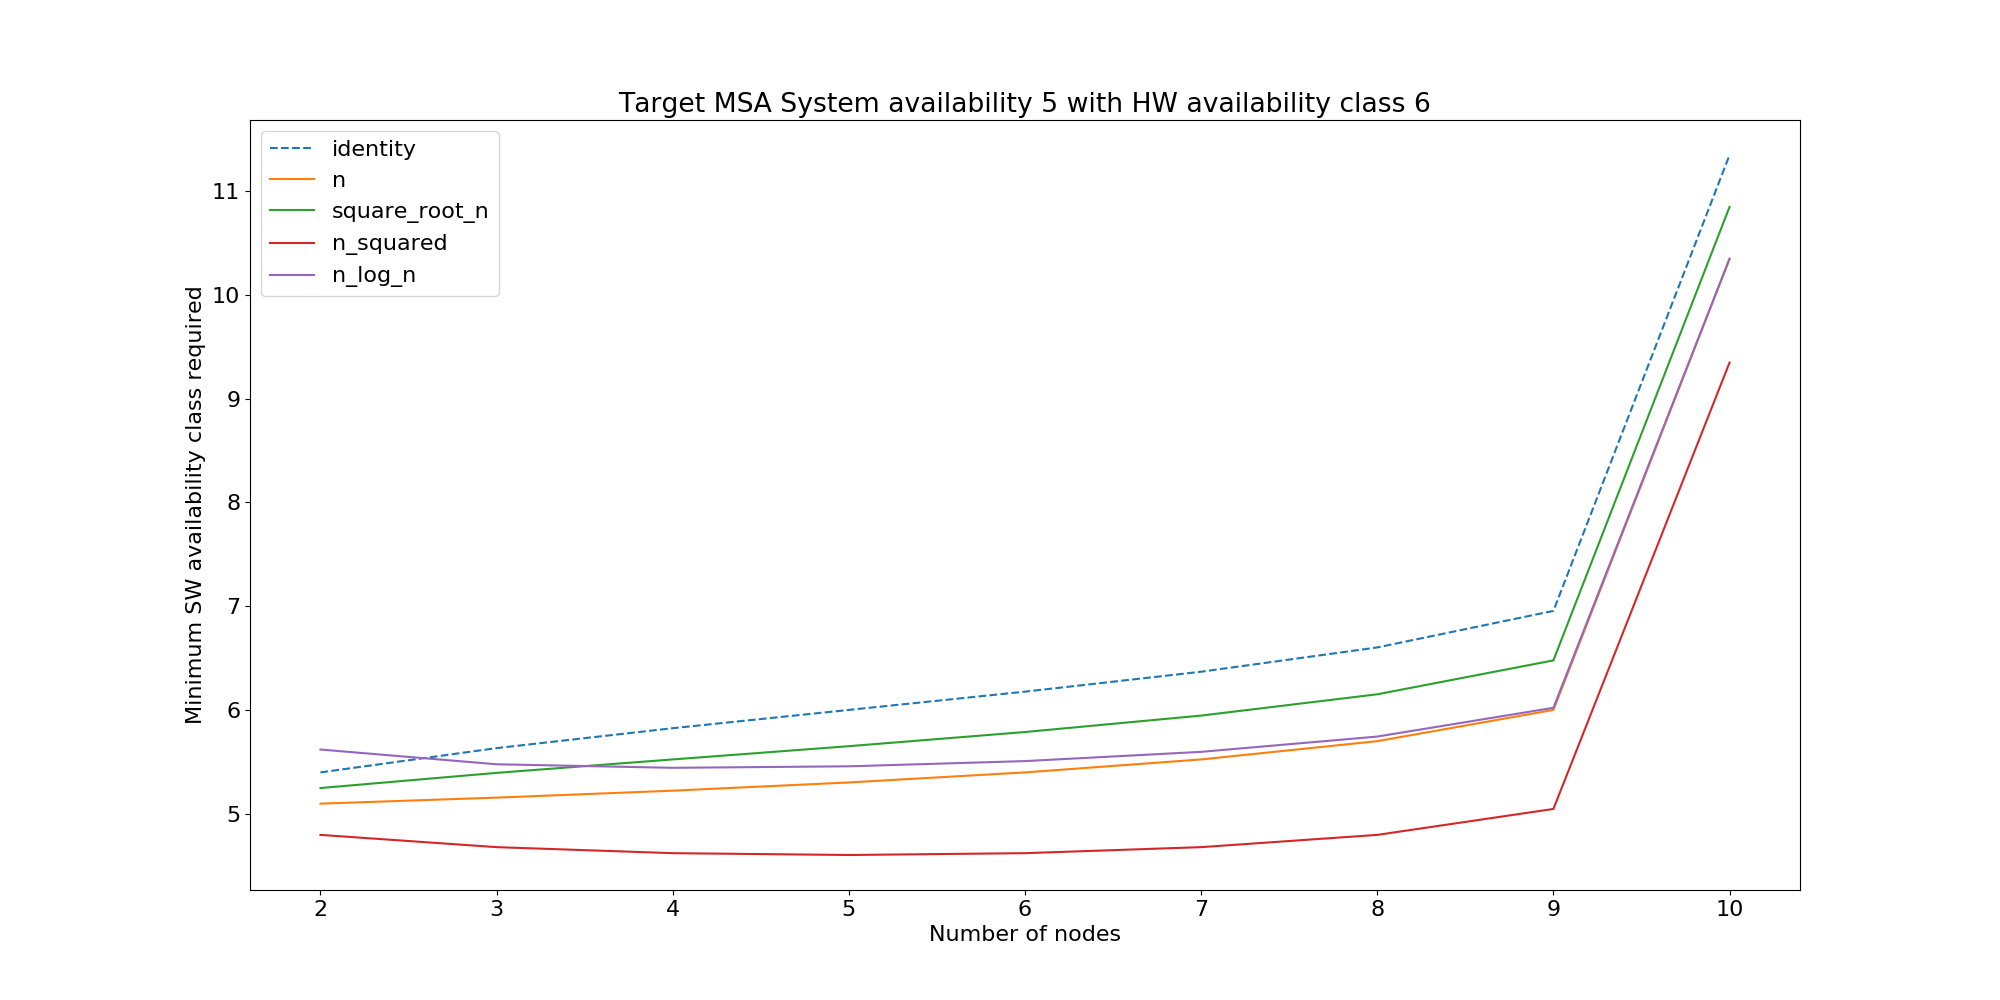 Target MSA System availability 5 with HW availability class 6
identity
n
square_root_n
n_squared
n_log_n
Minimum SW availability class required
11
10
9
8
7
6
5
2 3 4 5 6 7 8 9 10
Number of nodes